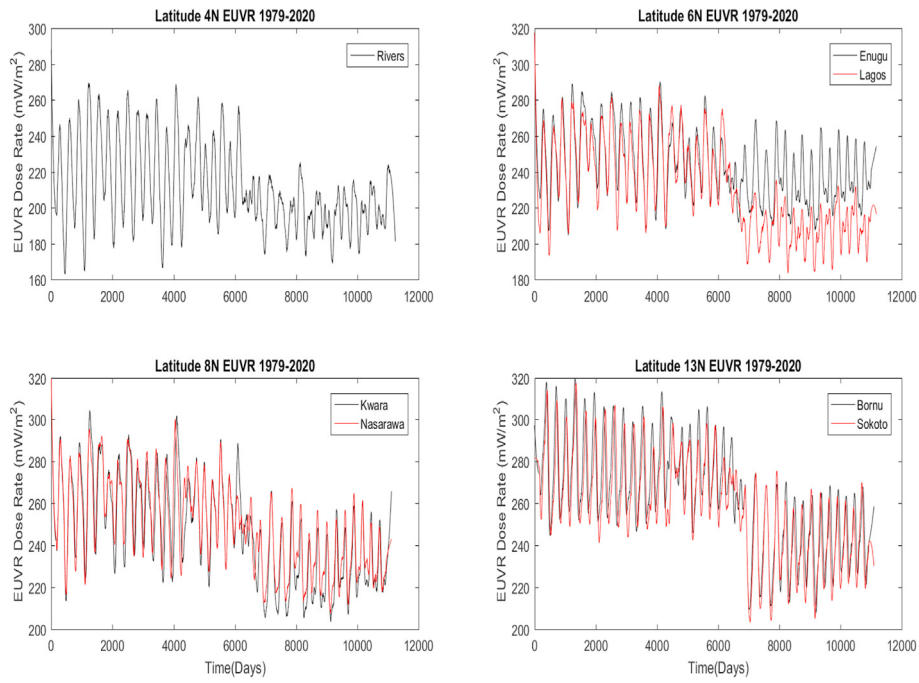 Latitude 4N EUVR 1979-2020
EUVR Dose Rate (mW/m²)
280
260
240
220
200
180
160
0 2000 4000 6000 8000 10000 12000
Rivers
Latitude 6N EUVR 1979-2020
EUVR Dose Rate (mW/m²)
320
300
280
260
240
220
200
180
0 2000 4000 6000 8000 10000 12000
Enugu
Lagos
Latitude 8N EUVR 1979-2020
EUVR Dose Rate (mW/m²)
320
300
280
260
240
220
200
0 2000 4000 6000 8000 10000 12000
Time(Days)
Kwara
Nasarawa
Latitude 13N EUVR 1979-2020
EUVR Dose Rate (mW/m²)
320
300
280
260
240
220
200
0 2000 4000 6000 8000 10000 12000
Time(Days)
Bornu
Sokoto